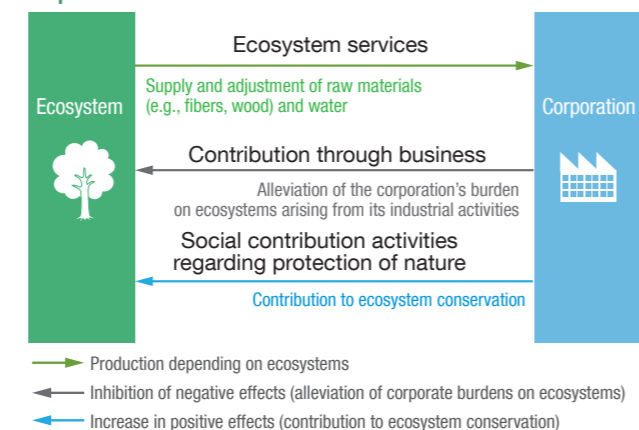 Ecosystem services
Supply and adjustment of raw materials
(e.g., fibers, wood) and water
Ecosystem
Corporation
Contribution through business
Alleviation of the corporation's burden
on ecosystems arising from its industrial activities
Social contribution activities
regarding protection of nature
Contribution to ecosystem conservation
Production depending on ecosystems
Inhibition of negative effects (alleviation of corporate burdens on ecosystems)
Increase in positive effects (contribution to ecosystem conservation)